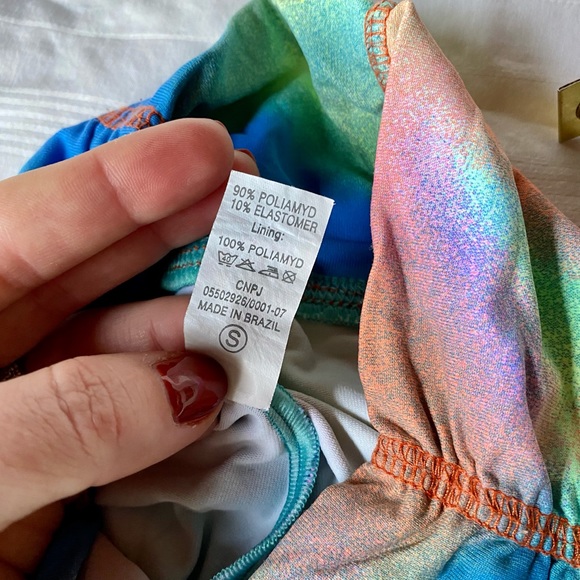 90% POLIAMYD
10% ELASTOMER
Lining:
100% POLIAMYD
CNPJ
05502926/0001-07
MADE IN BRAZIL
S